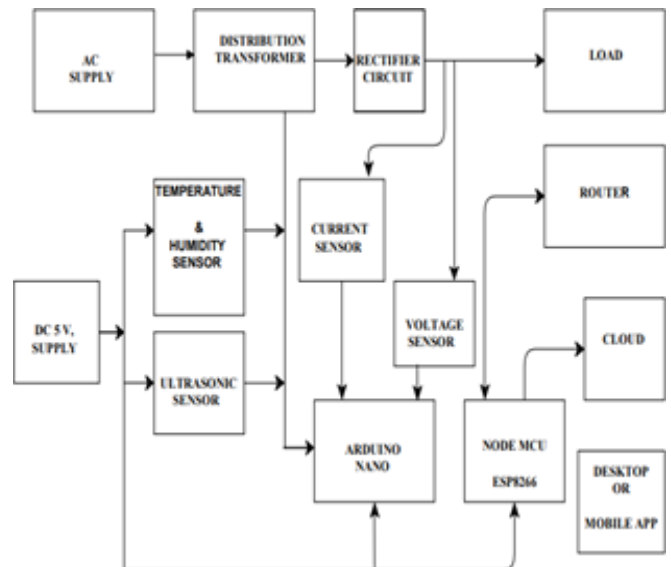 AC
SUPPLY
DISTRIBUTION
TRANSFORMER
RECTIFIER
CIRCUIT
LOAD
TEMPERATURE
&
HUMIDITY
SENSOR
CURRENT
SENSOR
ROUTER
DC 5 V,
SUPPLY
ULTRASONIC
SENSOR
VOLTAGE
SENSOR
CLOUD
ARDUINO
NANO
NODE MCU
ESP8266
DESKTOP
OR
MOBILE APP